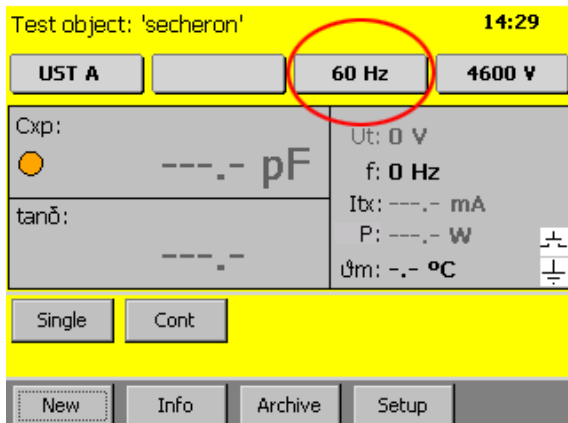 Test object: 'secheron' 14:29
UST A 60 Hz 4600 V
Cxp:
---.- pF
tanδ:
---.-
Ut: 0 V
f: 0 Hz
Itx: ---.- mA
P: ---.- W
ϑm: -.- ºC
Single Cont
New Info Archive Setup